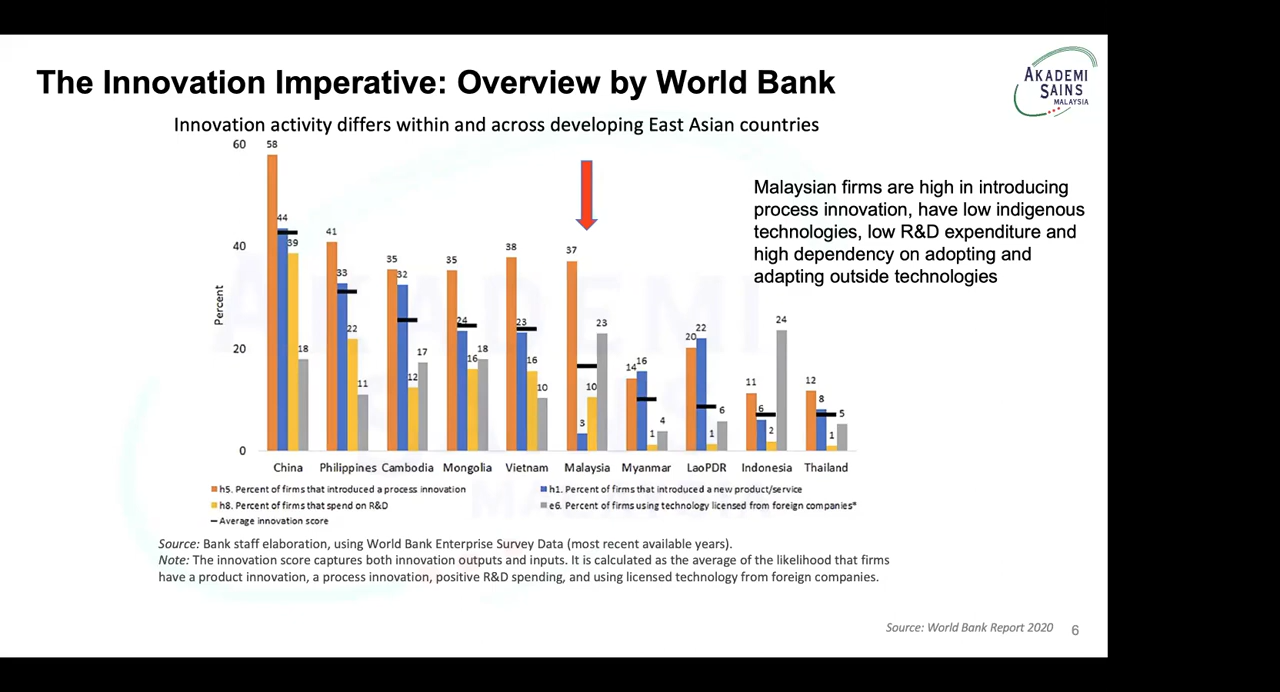 The Innovation Imperative: Overview by World Bank
AKADEMI
SAINS
MALAYSIA
Innovation activity differs within and across developing East Asian countries
Malaysian firms are high in introducing
process innovation, have low indigenous
technologies, low R&D expenditure and
high dependency on adopting and
adapting outside technologies
Percent
60
40
20
0
58 44 39 18
41 33 22 11
35 32 12 17
35 24 16 18
38 23 16 10
37 3 10 23
14 16 1 4
20 22 1 6
11 6 2 24
12 8 1 5
China Philippines Cambodia Mongolia Vietnam Malaysia Myanmar LaoPDR Indonesia Thailand
h5. Percent of firms that introduced a process innovation
h1. Percent of firms that introduced a new product/service
h8. Percent of firms that spend on R&D
e6. Percent of firms using technology licensed from foreign companies*
Average innovation score
Source: Bank staff elaboration, using World Bank Enterprise Survey Data (most recent available years).
Note: The innovation score captures both innovation outputs and inputs. It is calculated as the average of the likelihood that firms
have a product innovation, a process innovation, positive R&D spending, and using licensed technology from foreign companies.
Source: World Bank Report 2020
6